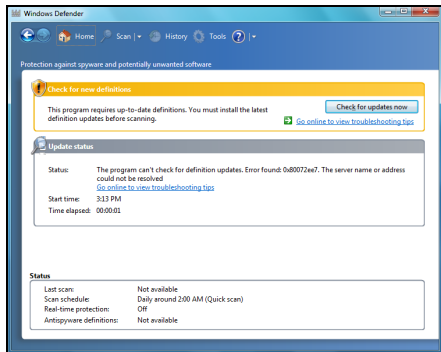 Windows Defender
Home Scan History Tools
Protection against spyware and potentially unwanted software
Check for new definitions
This program requires up-to-date definitions. You must install the latest
definition updates before scanning.
Check for updates now
Go online to view troubleshooting tips
Update status
Status: The program can't check for definition updates. Error found: 0x80072ee7. The server name or address
could not be resolved
Go online to view troubleshooting tips
Start time: 3:13 PM
Time elapsed: 00:00:01
Status
Last scan: Not available
Scan schedule: Daily around 2:00 AM (Quick scan)
Real-time protection: Off
Antispyware definitions: Not available